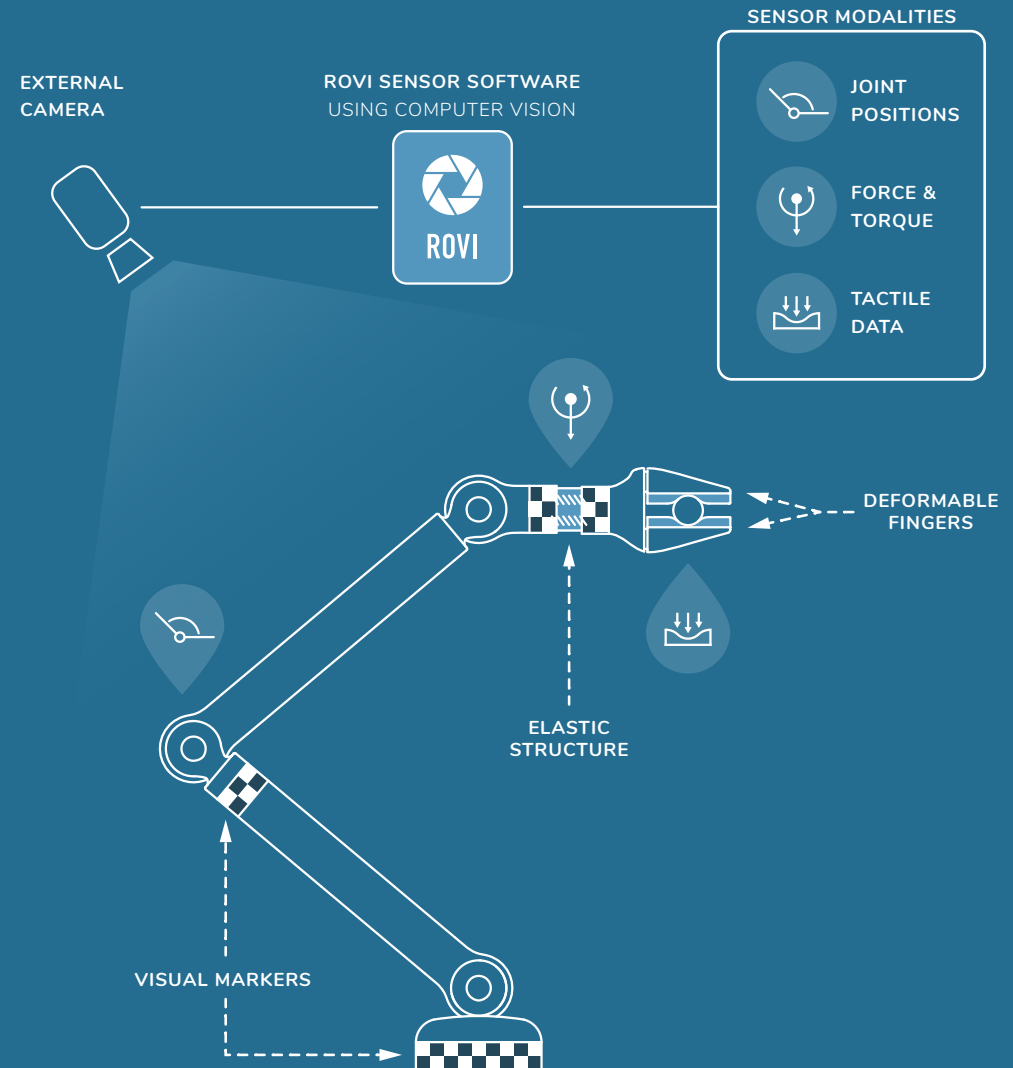 SENSOR MODALITIES
EXTERNAL
CAMERA
ROVI SENSOR SOFTWARE
USING COMPUTER VISION
ROVI
JOINT
POSITIONS
FORCE &
TORQUE
TACTILE
DATA
DEFORMABLE
FINGERS
ELASTIC
STRUCTURE
VISUAL MARKERS